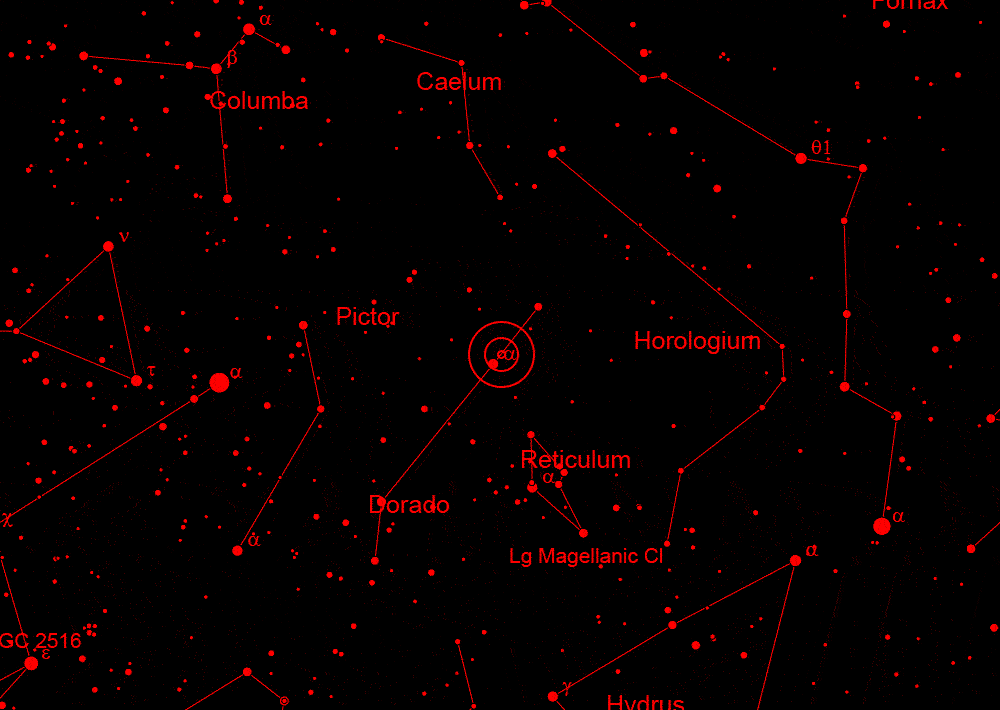 Fornax
α
β
Caelum
Columba
θ1
ν
Pictor
Horologium
α
τ
α
Reticulum
α
Dorado
α
χ
α
Lg Magellanic Cl
α
GC 2516
ε
γ
Hydrus